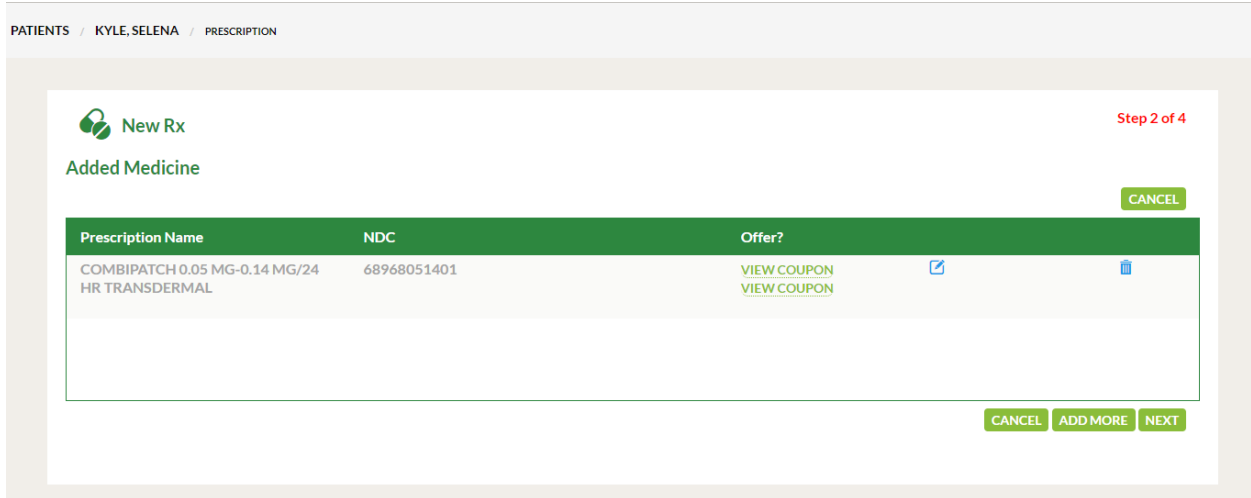 PATIENTS / KYLE, SELENA / PRESCRIPTION
New Rx
Step 2 of 4
Added Medicine
CANCEL
Prescription Name NDC Offer?
COMBIPATCH 0.05 MG-0.14 MG/24 68968051401 VIEW COUPON
HR TRANSDERMAL VIEW COUPON
CANCEL ADD MORE NEXT